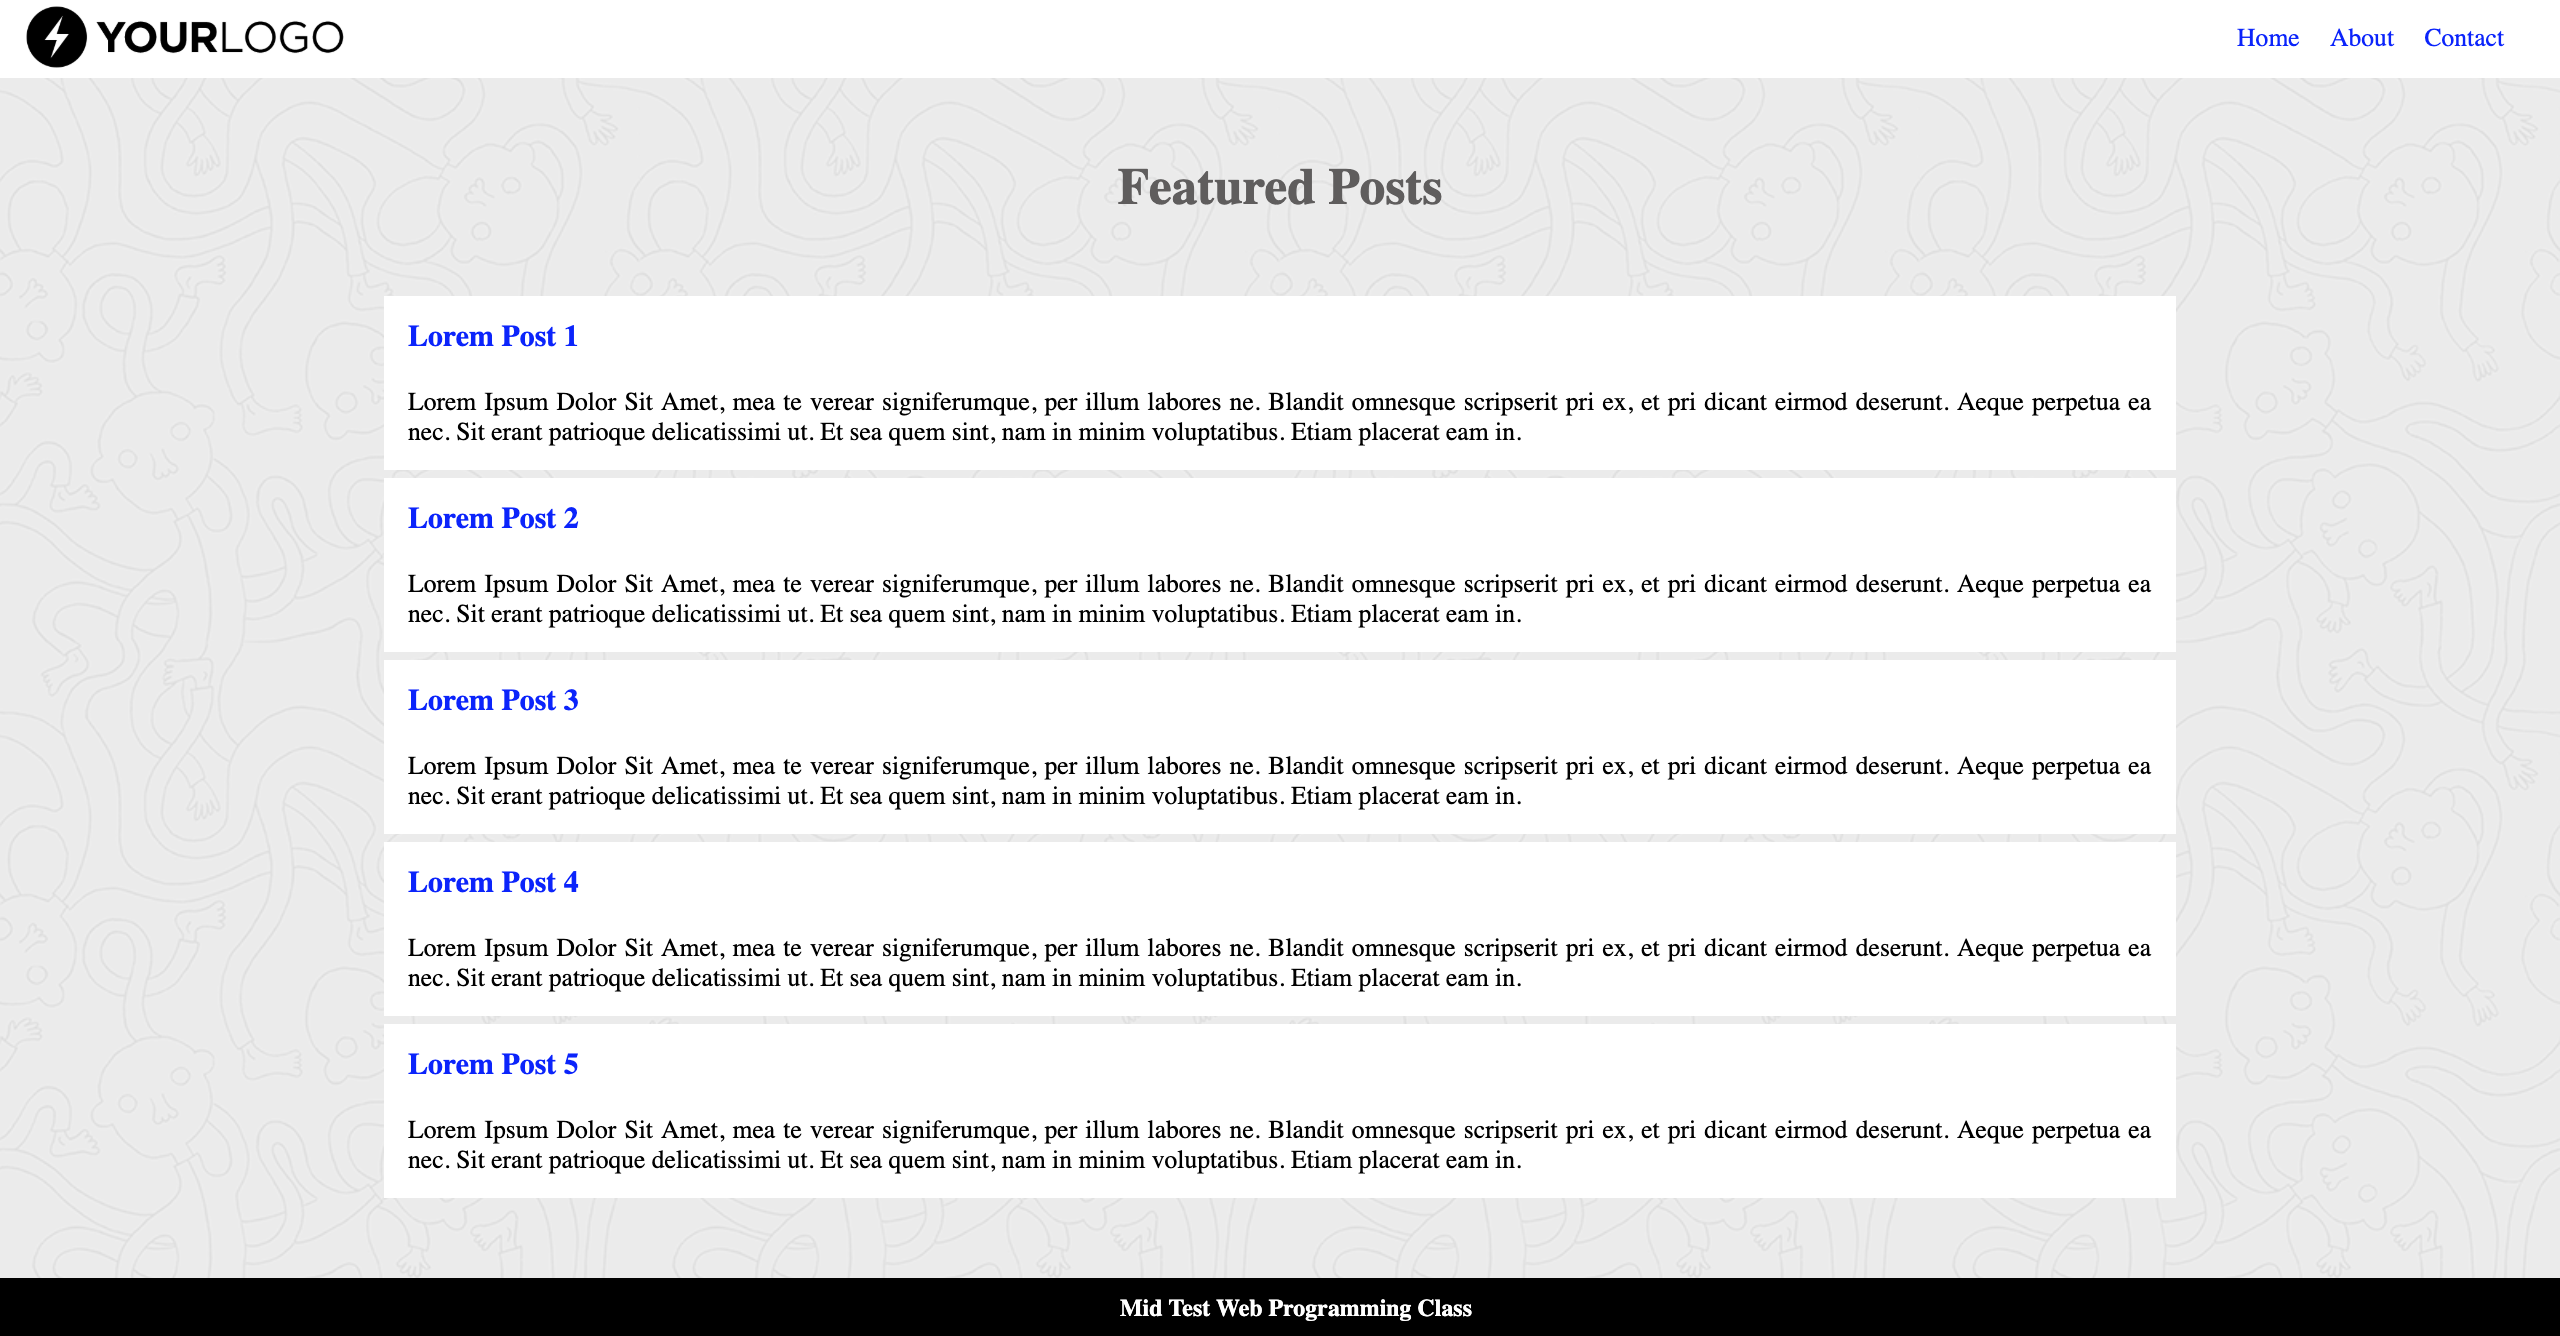 YOURLOGO
Home About Contact
Featured Posts
Lorem Post 1
Lorem Ipsum Dolor Sit Amet, mea te verear signiferumque, per illum labores ne. Blandit omnesque scripserit pri ex, et pri dicant eirmod deserunt. Aeque perpetua ea
nec. Sit erant patrioque delicatissimi ut. Et sea quem sint, nam in minim voluptatibus. Etiam placerat eam in.
Lorem Post 2
Lorem Ipsum Dolor Sit Amet, mea te verear signiferumque, per illum labores ne. Blandit omnesque scripserit pri ex, et pri dicant eirmod deserunt. Aeque perpetua ea
nec. Sit erant patrioque delicatissimi ut. Et sea quem sint, nam in minim voluptatibus. Etiam placerat eam in.
Lorem Post 3
Lorem Ipsum Dolor Sit Amet, mea te verear signiferumque, per illum labores ne. Blandit omnesque scripserit pri ex, et pri dicant eirmod deserunt. Aeque perpetua ea
nec. Sit erant patrioque delicatissimi ut. Et sea quem sint, nam in minim voluptatibus. Etiam placerat eam in.
Lorem Post 4
Lorem Ipsum Dolor Sit Amet, mea te verear signiferumque, per illum labores ne. Blandit omnesque scripserit pri ex, et pri dicant eirmod deserunt. Aeque perpetua ea
nec. Sit erant patrioque delicatissimi ut. Et sea quem sint, nam in minim voluptatibus. Etiam placerat eam in.
Lorem Post 5
Lorem Ipsum Dolor Sit Amet, mea te verear signiferumque, per illum labores ne. Blandit omnesque scripserit pri ex, et pri dicant eirmod deserunt. Aeque perpetua ea
nec. Sit erant patrioque delicatissimi ut. Et sea quem sint, nam in minim voluptatibus. Etiam placerat eam in.
Mid Test Web Programming Class